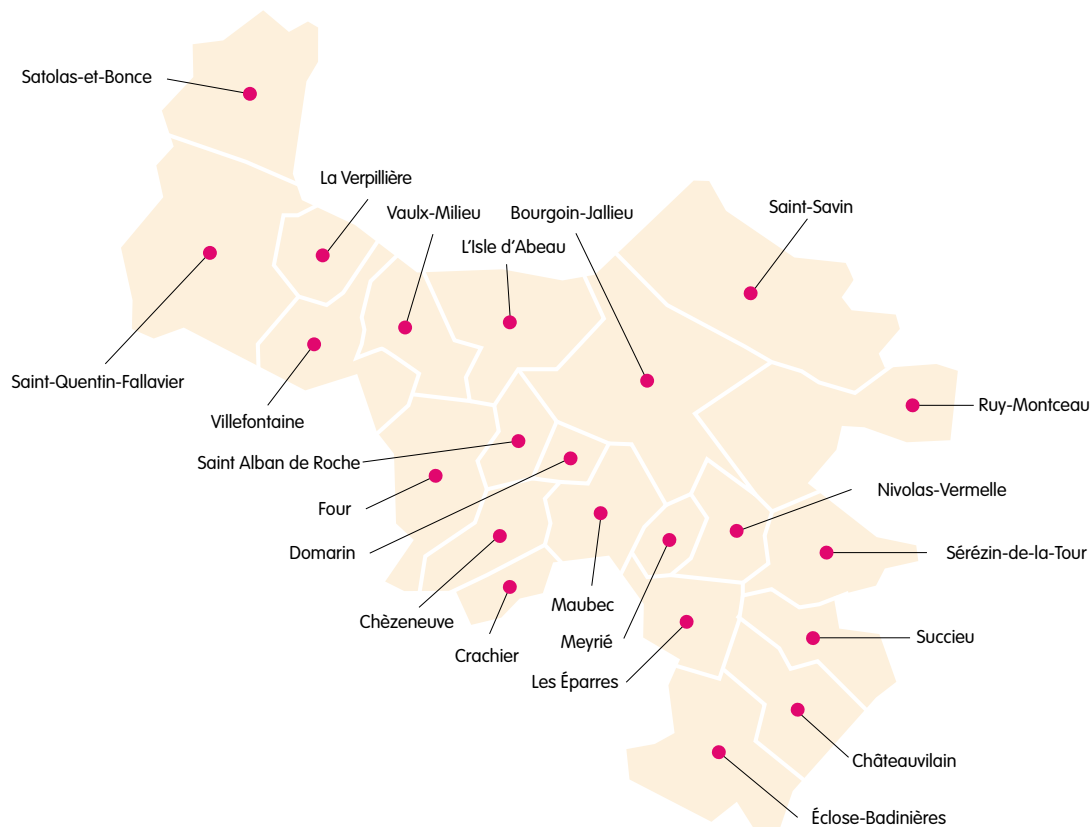 Satolas-et-Bonce
La Verpillière
Vaulx-Milieu
Bourgoin-Jallieu
Saint-Savin
L'Isle d'Abeau
Saint-Quentin-Fallavier
Villefontaine
Ruy-Montceau
Saint Alban de Roche
Four
Nivolas-Vermelle
Domarin
Sérézin-de-la-Tour
Chèzeneuve
Maubec
Crachier
Meyrié
Succieu
Les Éparres
Châteauvilain
Éclose-Badinières